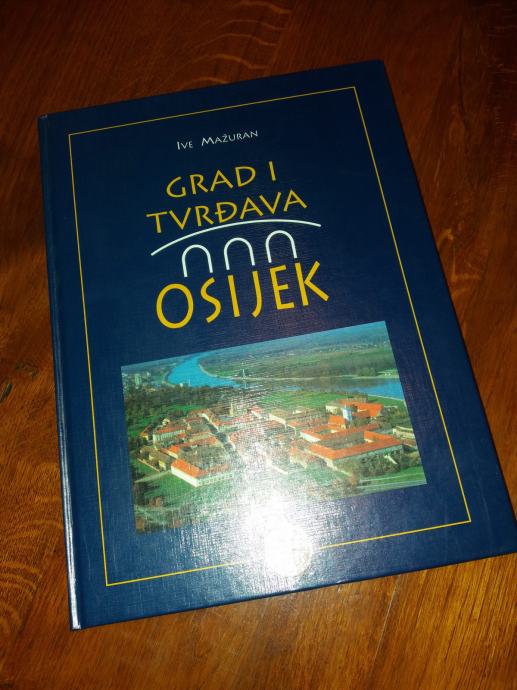 IVE MAŽURAN
GRAD I
TVRĐAVA
OSIJEK